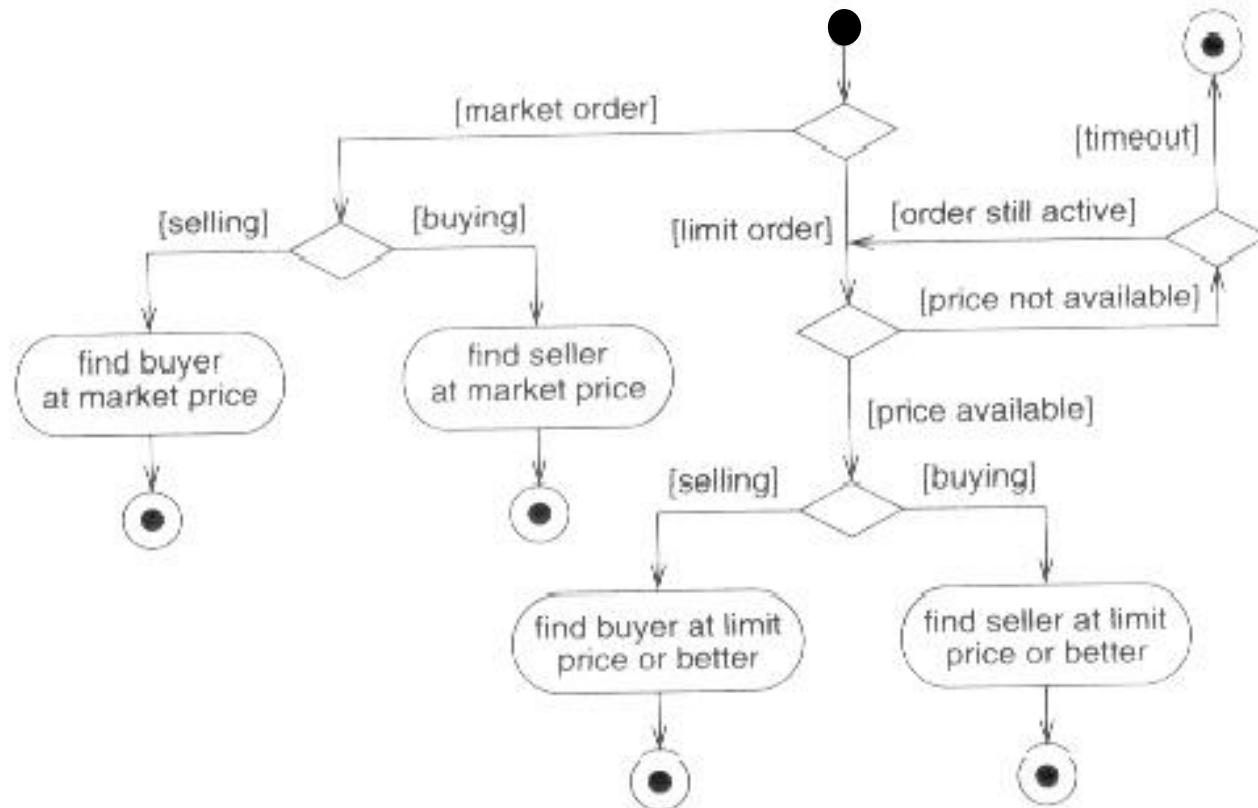 [market order]
[timeout]
[selling]
[buying]
[limit order]
[order still active]
[price not available]
find buyer
at market price
find seller
at market price
[price available]
[selling]
[buying]
find buyer at limit
price or better
find seller at limit
price or better